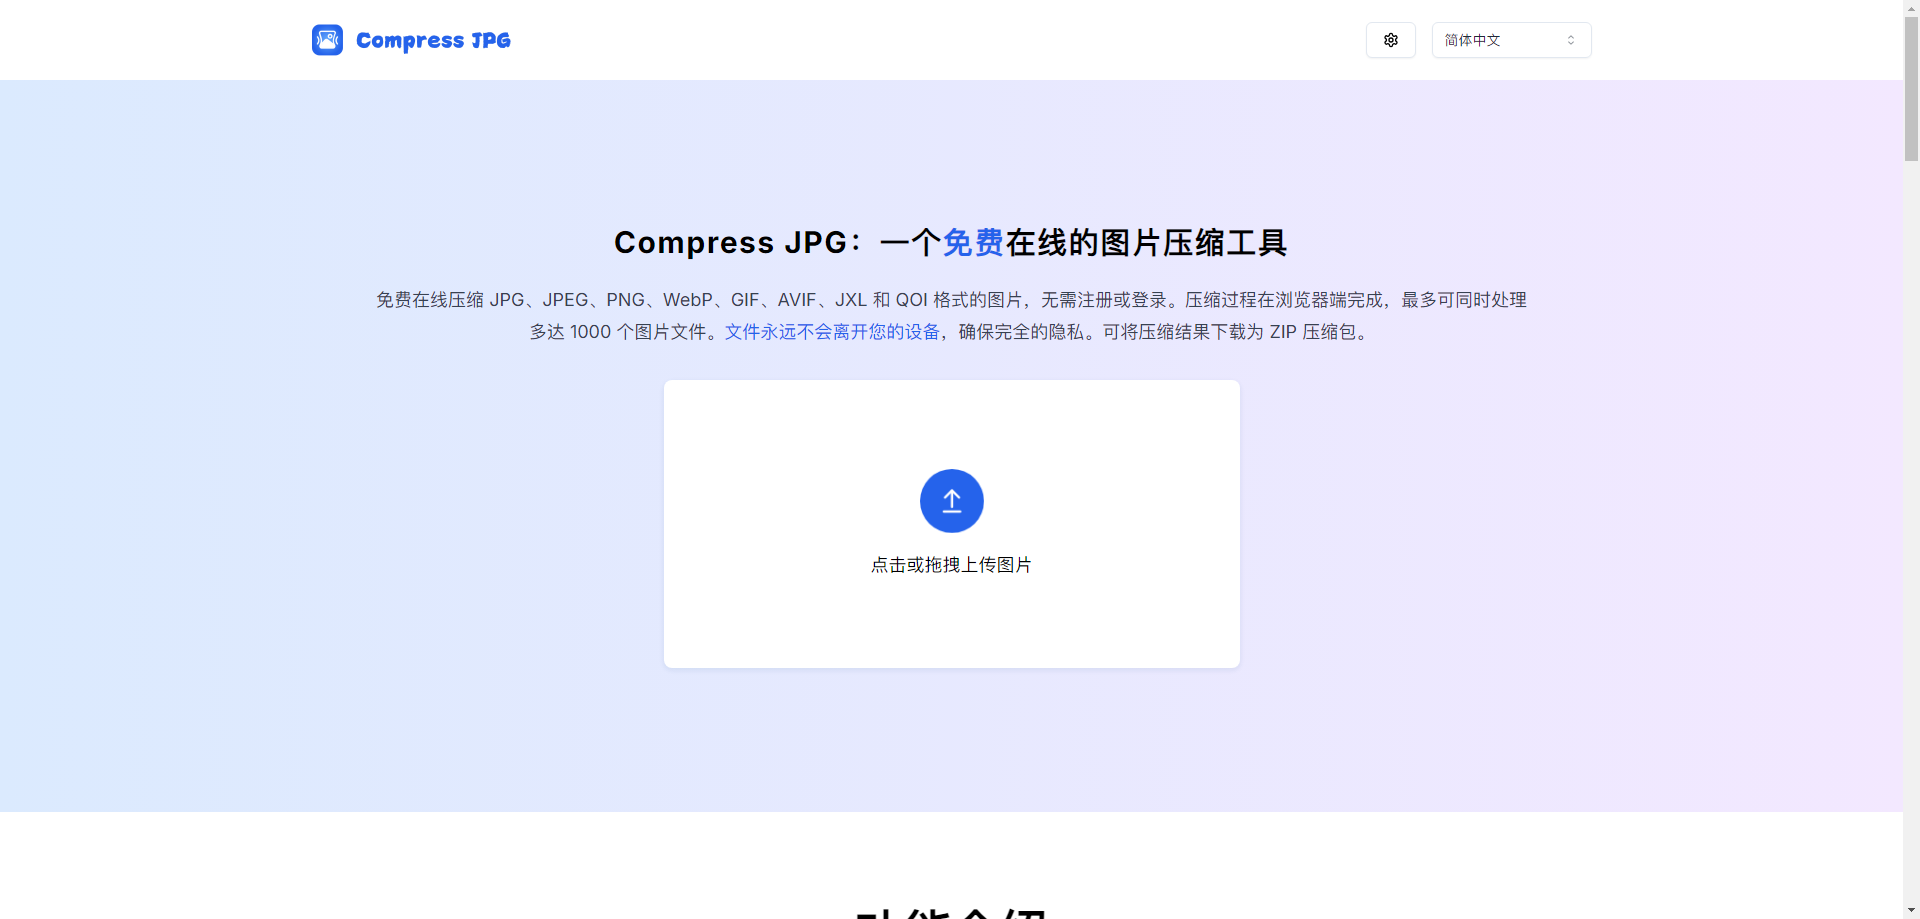 Compress JPG
简体中文
Compress JPG：一个免费在线的图片压缩工具
免费在线压缩 JPG、JPEG、PNG、WebP、GIF、AVIF、JXL 和 QOI 格式的图片，无需注册或登录。压缩过程在浏览器端完成，最多可同时处理
多达 1000 个图片文件。文件永远不会离开您的设备，确保完全的隐私。可将压缩结果下载为 ZIP 压缩包。
点击或拖拽上传图片
功能介绍